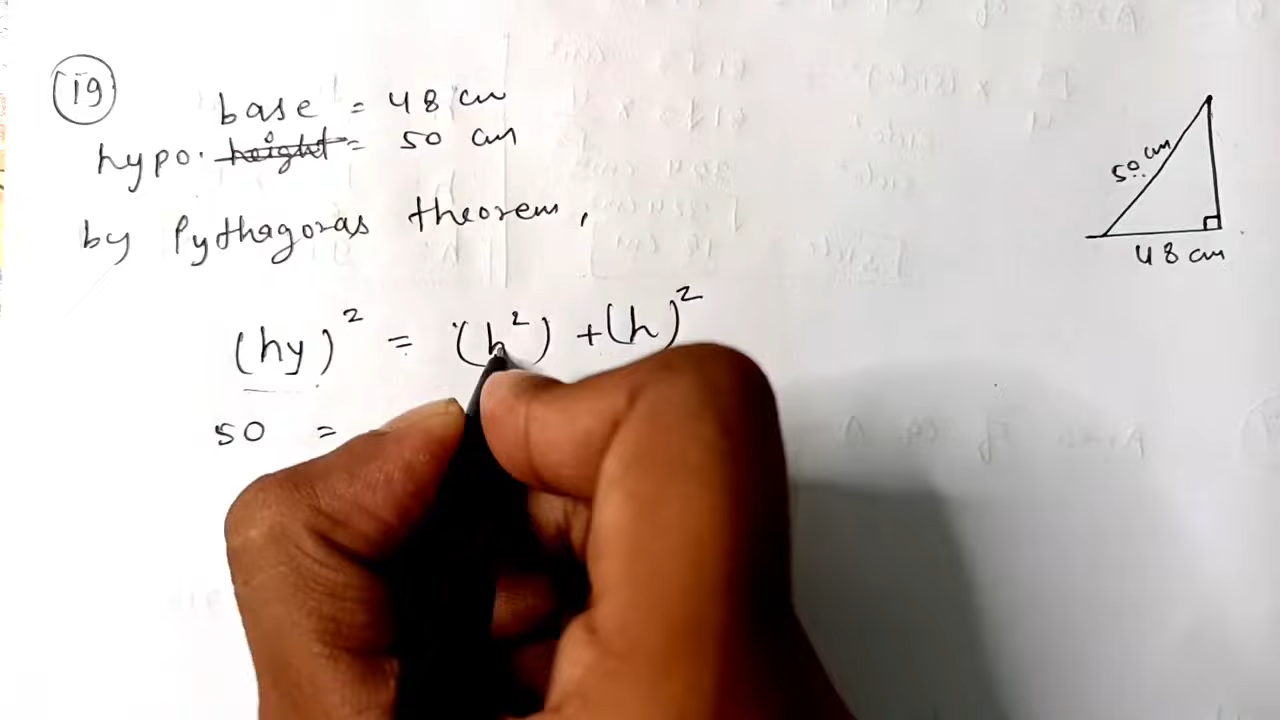 19
base = 48 cm
hypo. height = 50 cm
by Pythagoras theorem,
(hy)² = (b²) + (h)²
50 =
50 cm
48 cm